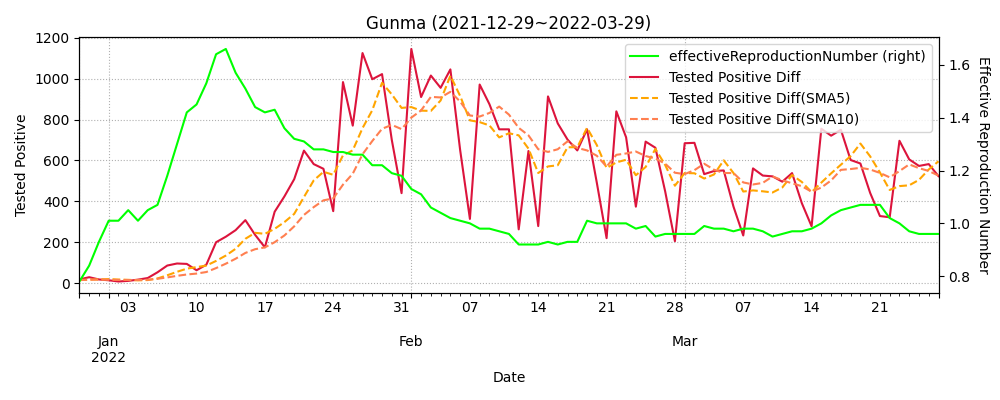 Gunma (2021-12-29~2022-03-29)
effectiveReproductionNumber (right)
Tested Positive Diff
Tested Positive Diff(SMA5)
Tested Positive Diff(SMA10)
Tested Positive
1200
1000
800
600
400
200
0
Effective Reproduction Number
1.6
1.4
1.2
1.0
0.8
03 10 17 24 31 07 14 21 28 07 14 21
Jan Feb Mar
2022
Date